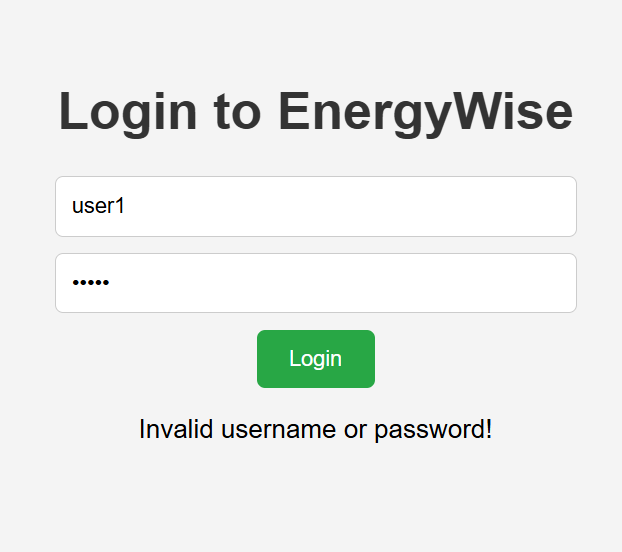 Login to EnergyWise
user1
•••••
Login
Invalid username or password!